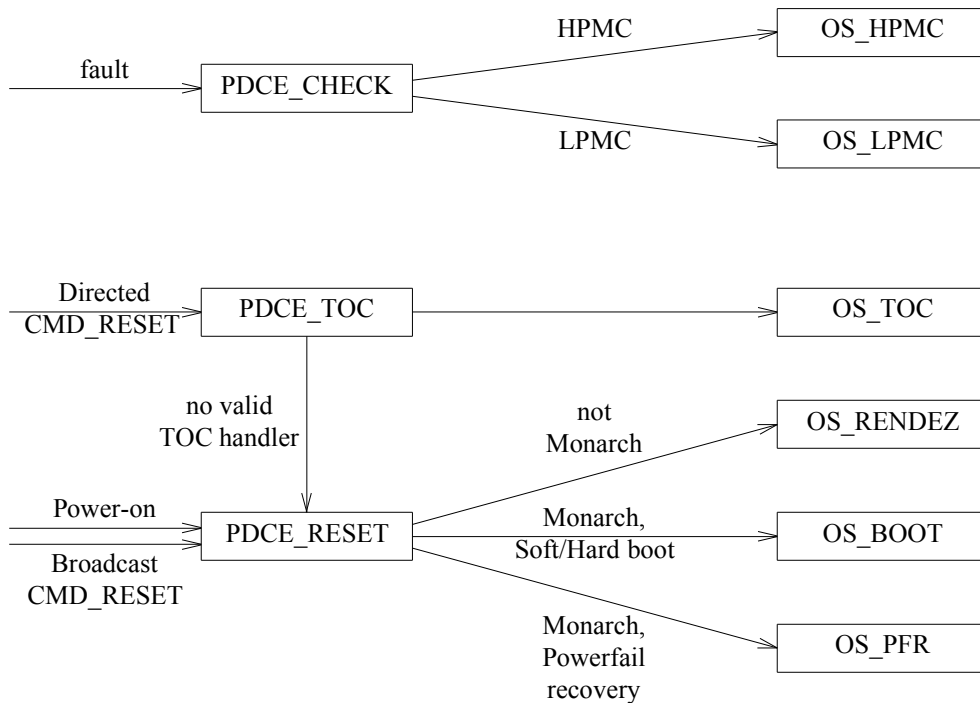 HPMC
OS_HPMC
fault
PDCE_CHECK
LPMC
OS_LPMC
Directed
CMD_RESET
PDCE_TOC
OS_TOC
no valid
TOC handler
not
Monarch
OS_RENDEZ
Power-on
Broadcast
CMD_RESET
PDCE_RESET
Monarch,
Soft/Hard boot
OS_BOOT
Monarch,
Powerfail
recovery
OS_PFR